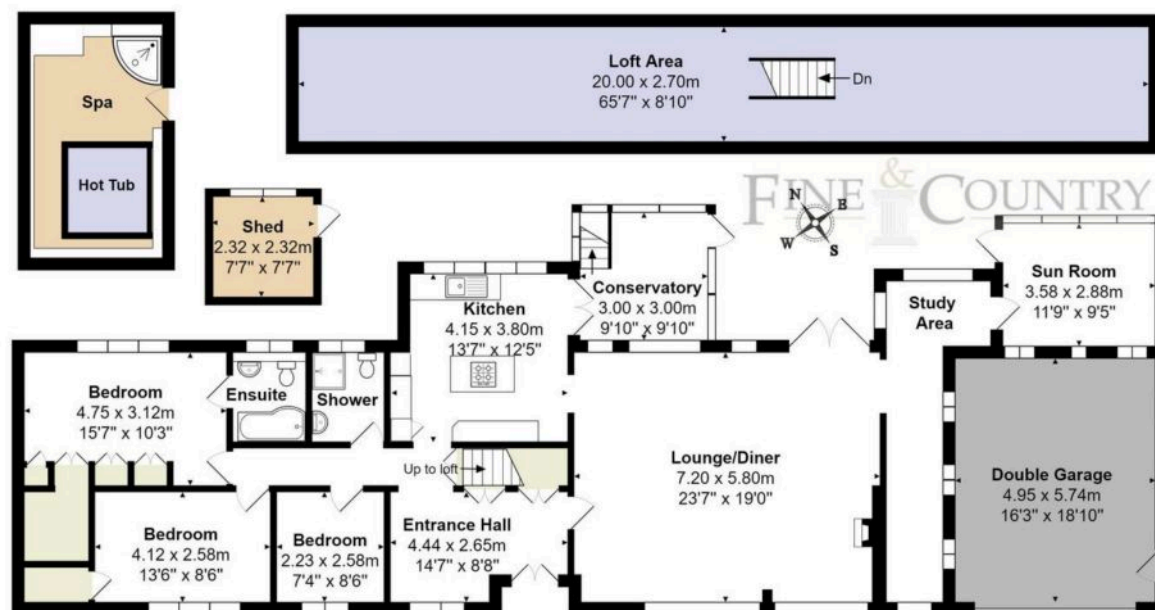 Spa
Hot Tub
Loft Area
20.00 x 2.70m
65'7" x 8'10"
Dn
Shed
2.32 x 2.32m
7'7" x 7'7"
FINE & COUNTRY
N
E
W
S
Kitchen
4.15 x 3.80m
13'7" x 12'5"
Conservatory
3.00 x 3.00m
9'10" x 9'10"
Study
Area
Sun Room
3.58 x 2.88m
11'9" x 9'5"
Bedroom
4.75 x 3.12m
15'7" x 10'3"
Ensuite
Shower
Up to loft
Lounge/Diner
7.20 x 5.80m
23'7" x 19'0"
Double Garage
4.95 x 5.74m
16'3" x 18'10"
Bedroom
4.12 x 2.58m
13'6" x 8'6"
Bedroom
2.23 x 2.58m
7'4" x 8'6"
Entrance Hall
4.44 x 2.65m
14'7" x 8'8"